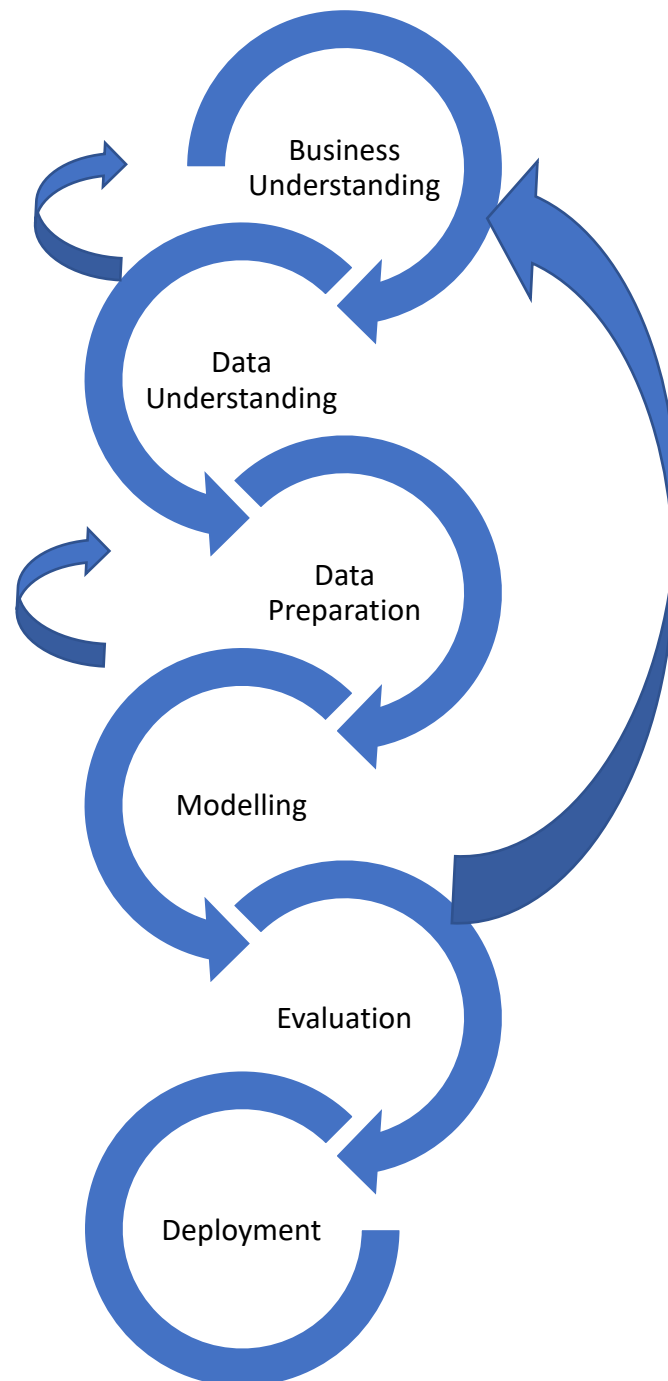 Business
Understanding
Data
Understanding
Data
Preparation
Modelling
Evaluation
Deployment